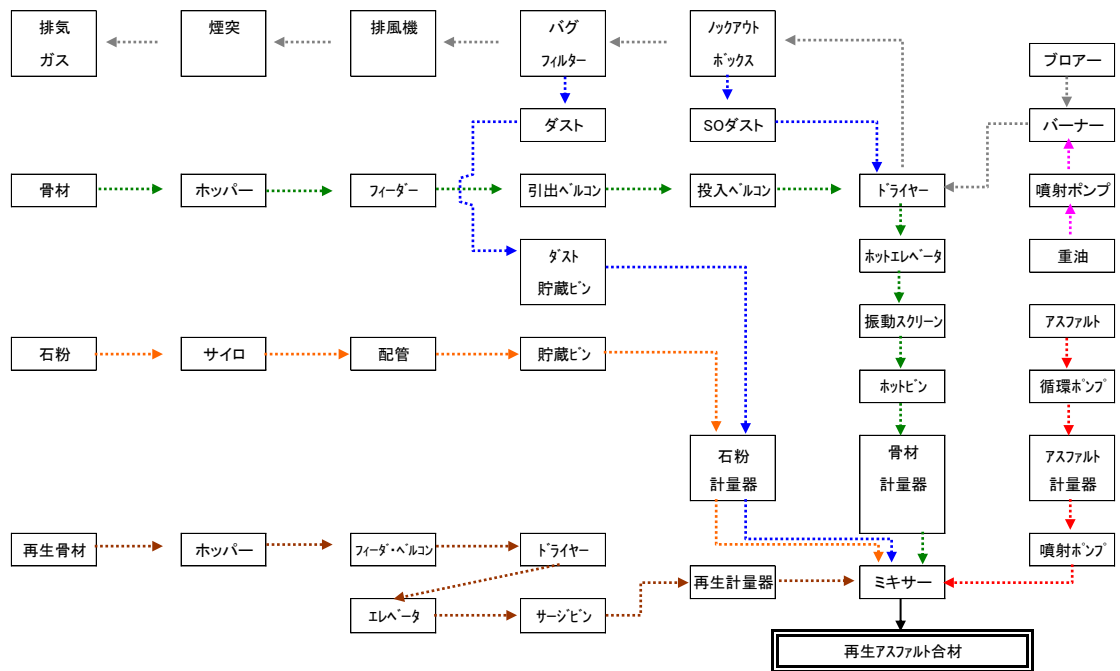 排気
ガス
煙突
排風機
バグ
フィルター
ノックアウト
ボックス
ブロアー
ダスト
SOダスト
バーナー
骨材
ホッパー
フィーダー
引出ベルコン
投入ベルコン
ドライヤー
噴射ポンプ
ダスト
貯蔵ビン
ホットエレベータ
重油
振動スクリーン
アスファルト
石粉
サイロ
配管
貯蔵ビン
ホットビン
循環ポンプ
石粉
計量器
骨材
計量器
アスファルト
計量器
再生骨材
ホッパー
フィーダ・ベルコン
ドライヤー
噴射ポンプ
再生計量器
ミキサー
エレベータ
サージビン
再生アスファルト合材